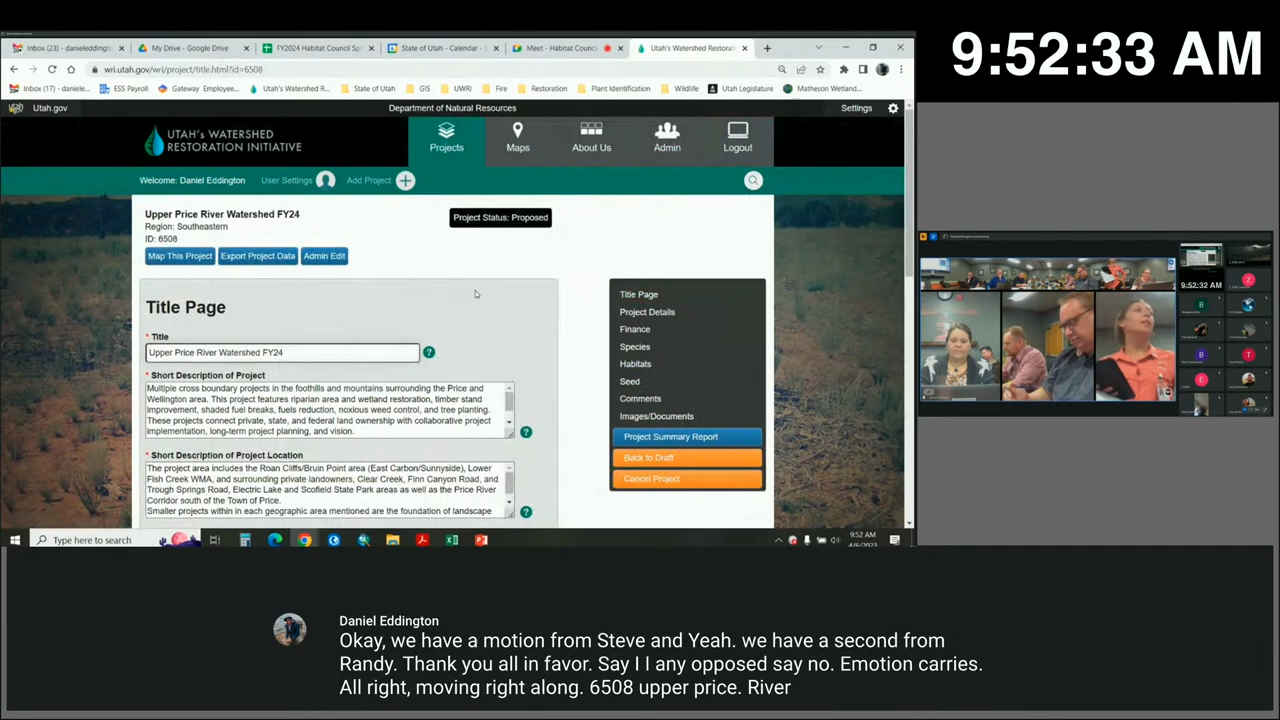 9:52:33 AM
Inbox (23) - danieleddingto
My Drive - Google Drive
FY2024 Habitat Council Sp
State of Utah - Calendar - S
Meet - Habitat Counci
Utah's Watershed Restorati
wri.utah.gov/wri/project/title.html?id=6508
Inbox (17) - daniele...
ESS Payroll
Gateway Employee...
Utah's Watershed R...
State of Utah
GIS
UWRI
Fire
Restoration
Plant Identification
Wildlife
Utah Legislature
Matheson Wetland...
Utah.gov
Department of Natural Resources
Settings
UTAH's WATERSHED
RESTORATION INITIATIVE
Projects
Maps
About Us
Admin
Logout
Welcome: Daniel Eddington
User Settings
Add Project
Upper Price River Watershed FY24
Region: Southeastern
ID: 6508
Project Status: Proposed
Map This Project
Export Project Data
Admin Edit
Title Page
* Title
Upper Price River Watershed FY24
* Short Description of Project
Multiple cross boundary projects in the foothills and mountains surrounding the Price and
Wellington area. This project features riparian area and wetland restoration, timber stand
improvement, shaded fuel breaks, fuels reduction, noxious weed control, and tree planting.
These projects connect private, state, and federal land ownership with collaborative project
implementation, long-term project planning, and vision.
* Short Description of Project Location
The project area includes the Roan Cliffs/Bruin Point area (East Carbon/Sunnyside), Lower
Fish Creek WMA, and surrounding private landowners, Clear Creek, Finn Canyon Road, and
Trough Springs Road, Electric Lake and Scofield State Park areas as well as the Price River
Corridor south of the Town of Price.
Smaller projects within in each geographic area mentioned are the foundation of landscape
Title Page
Project Details
Finance
Species
Habitats
Seed
Comments
Images/Documents
Project Summary Report
Back to Draft
Cancel Project
Type here to search
9:52 AM
4/6/2023
9:52:32 AM
Daniel Eddington
Okay, we have a motion from Steve and Yeah. we have a second from
Randy. Thank you all in favor. Say I I any opposed say no. Emotion carries.
All right, moving right along. 6508 upper price. River